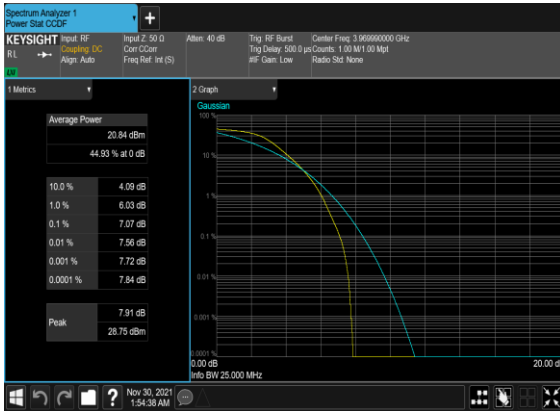 Spectrum Analyzer 1
Power Stat CCDF
KEYSIGHT
Input: RF
Input Z: 50 Ω
Atten: 40 dB
Trig: RF Burst
Center Freq: 3.969990000 GHz
RL
Coupling: DC
Corr CCorr
Trig Delay: 500.0 µs
Counts: 1.00 M/1.00 Mpt
Align: Auto
Freq Ref: Int (S)
#IF Gain: Low
Radio Std: None
1 Metrics
Average Power
20.84 dBm
44.93 % at 0 dB
10.0 % 4.09 dB
1.0 % 6.03 dB
0.1 % 7.07 dB
0.01 % 7.56 dB
0.001 % 7.72 dB
0.0001 % 7.84 dB
Peak
7.91 dB
28.75 dBm
2 Graph
Gaussian
100 %
10 %
1 %
0.1 %
0.01 %
0.001 %
0.0001 %
0.00 dB
20.00 d
Info BW 25.000 MHz
?
Nov 30, 2021
1:54:38 AM